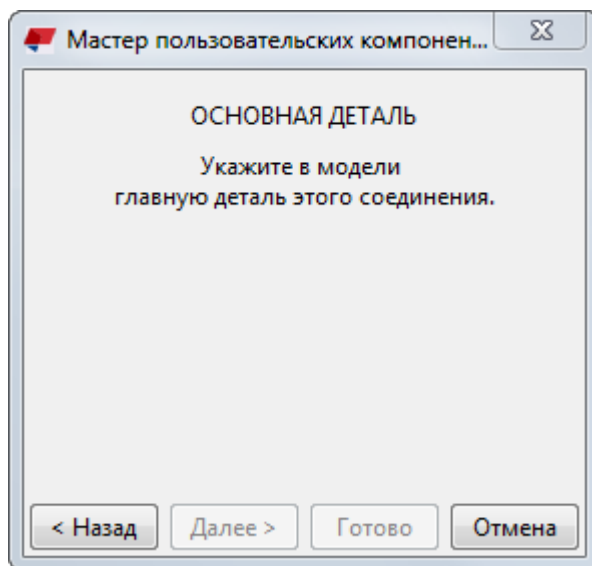 Мастер пользовательских компонен...
ОСНОВНАЯ ДЕТАЛЬ
Укажите в модели
главную деталь этого соединения.
< Назад Далее > Готово Отмена